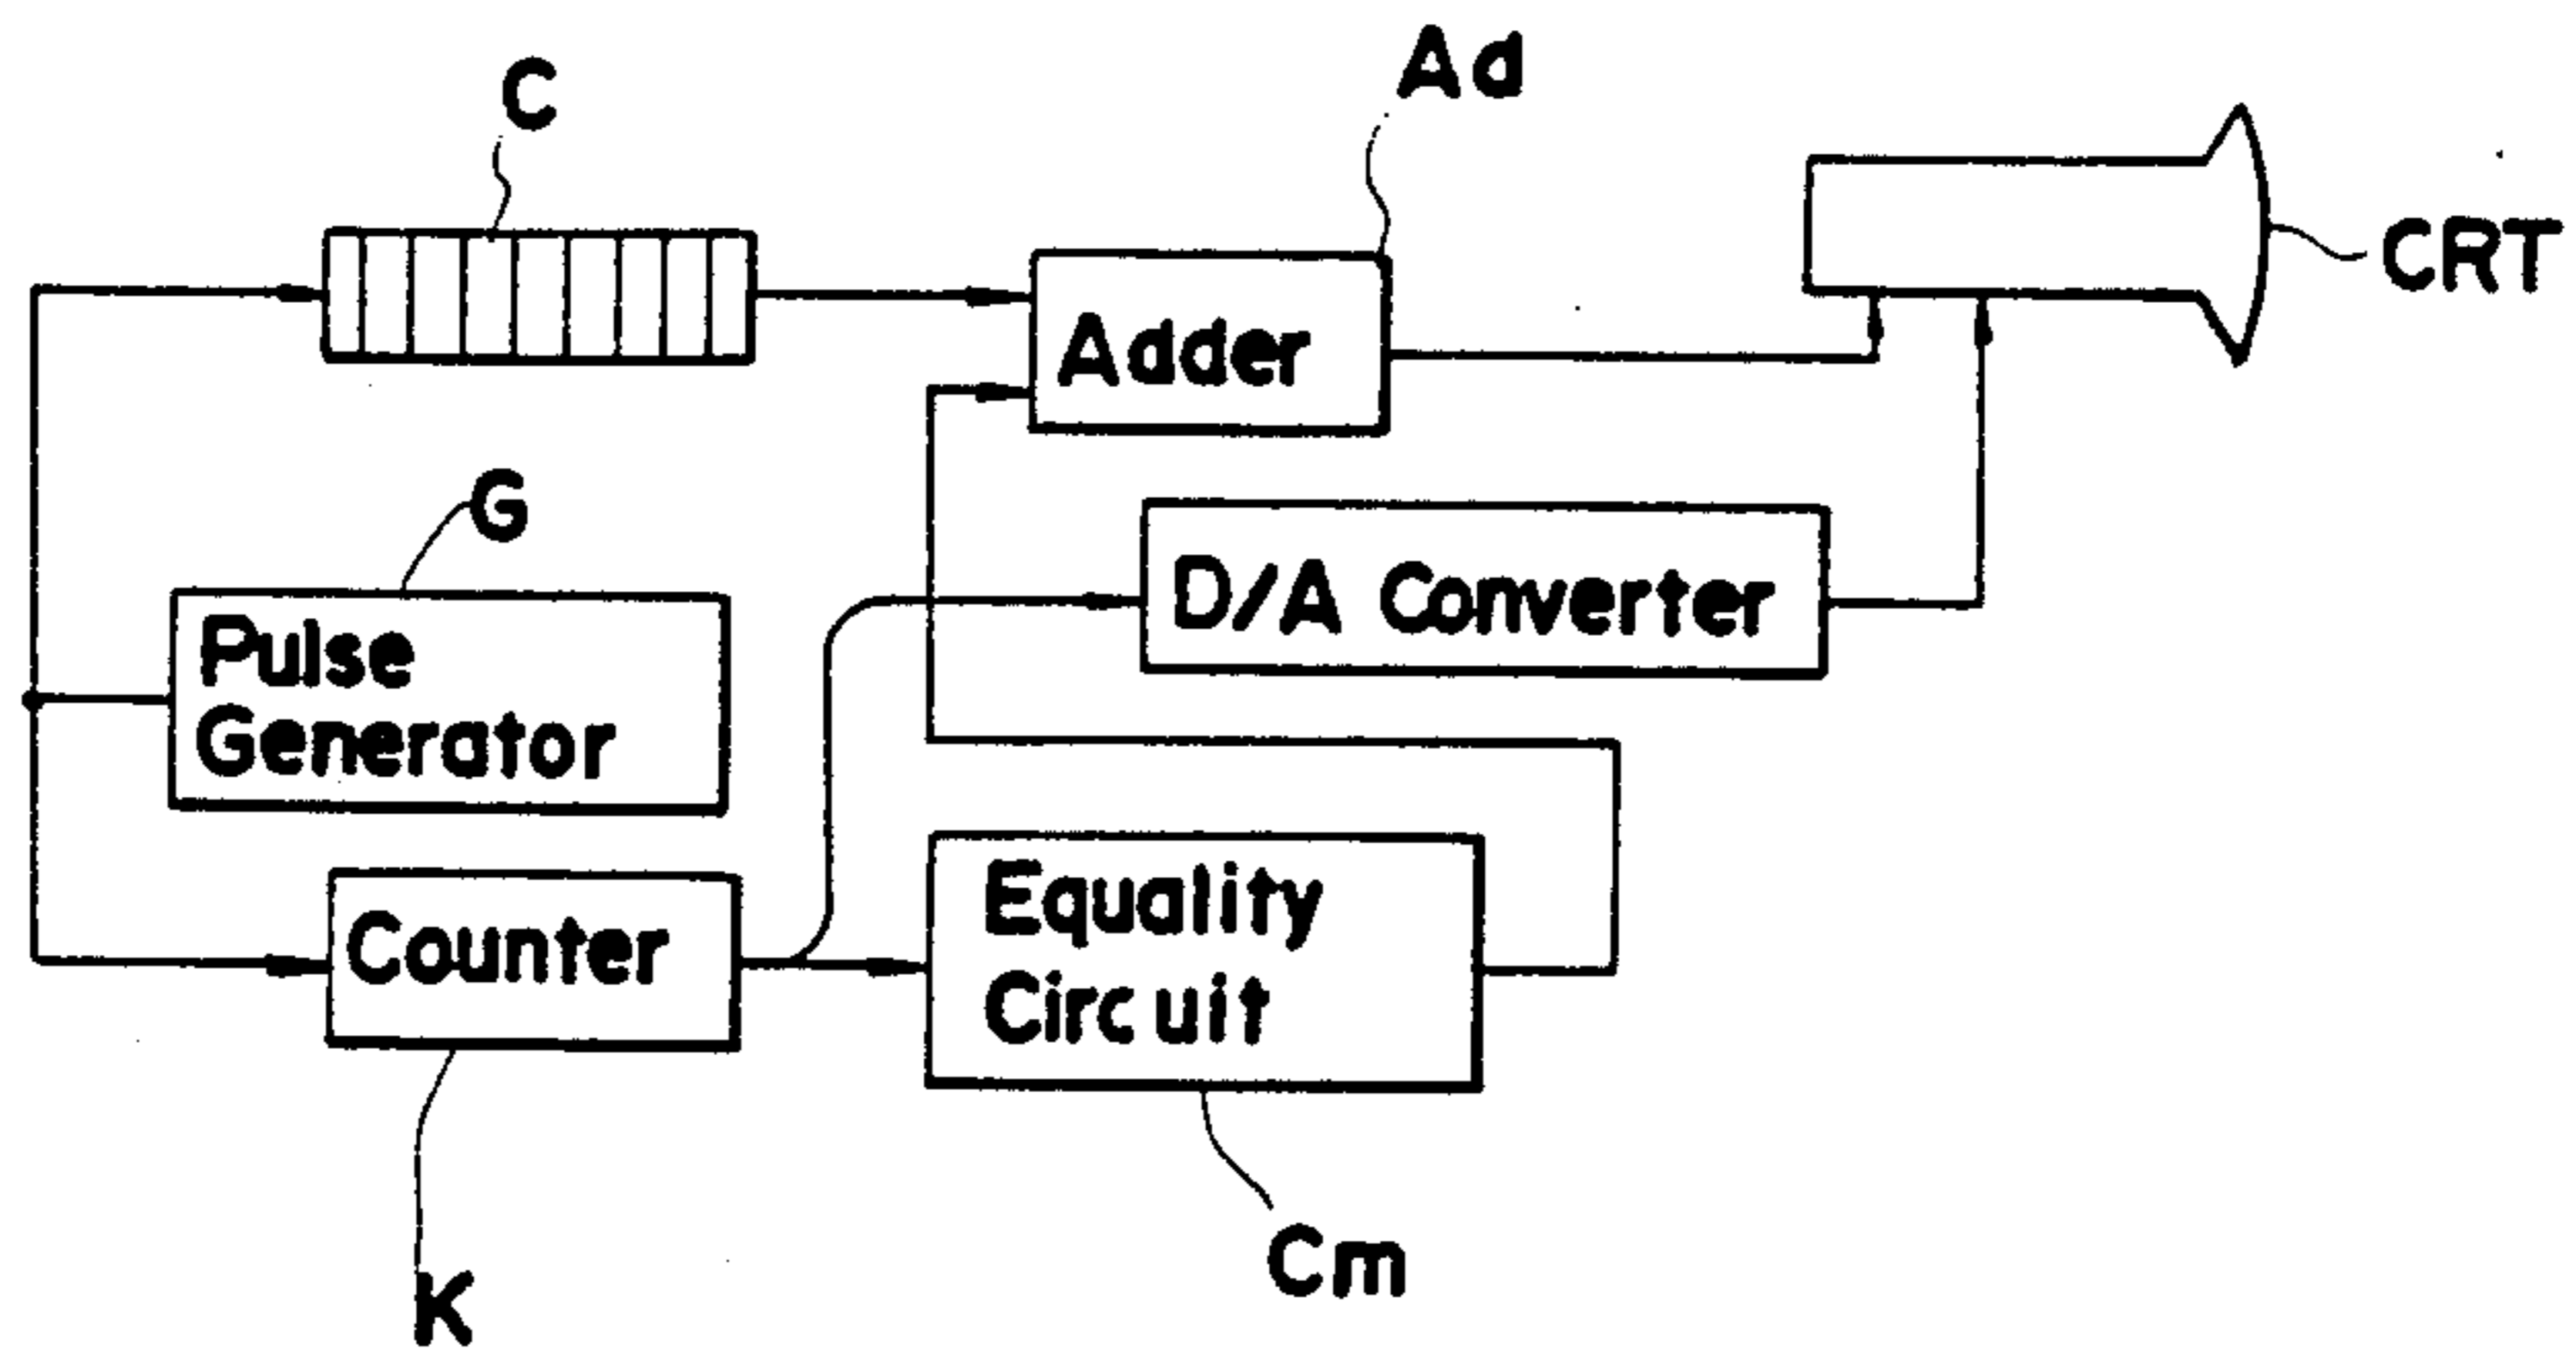 C
Ad
CRT
Adder
G
D/A Converter
Pulse
Generator
Counter
Equality
Circuit
Cm
K